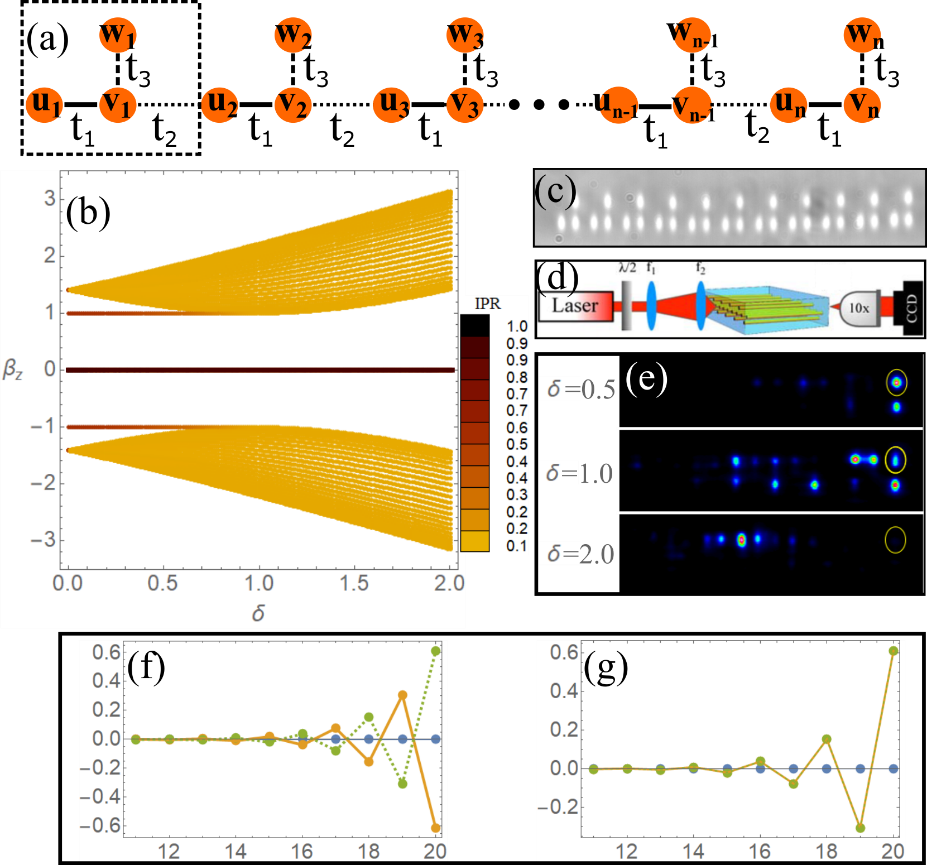 (a)
w1 w2 w3 wn-1 wn
t3 t3 t3 t3 t3
u1 v1 u2 v2 u3 v3 • • • un-1 vn-1 un vn
t1 t2 t1 t2 t1 t1 t2 t1
(b)
3
2
1
0
−1
−2
−3
βz
0.0 0.5 1.0 1.5 2.0
δ
IPR
1.0
0.9
0.9
0.8
0.7
0.6
0.5
0.4
0.3
0.2
0.1
(c)
(d)
λ/2 f1 f2
Laser 10x CCD
(e)
δ=0.5
δ=1.0
δ=2.0
(f)
0.6
0.4
0.2
0.0
−0.2
−0.4
−0.6
12 14 16 18 20
(g)
0.6
0.4
0.2
0.0
−0.2
12 14 16 18 20